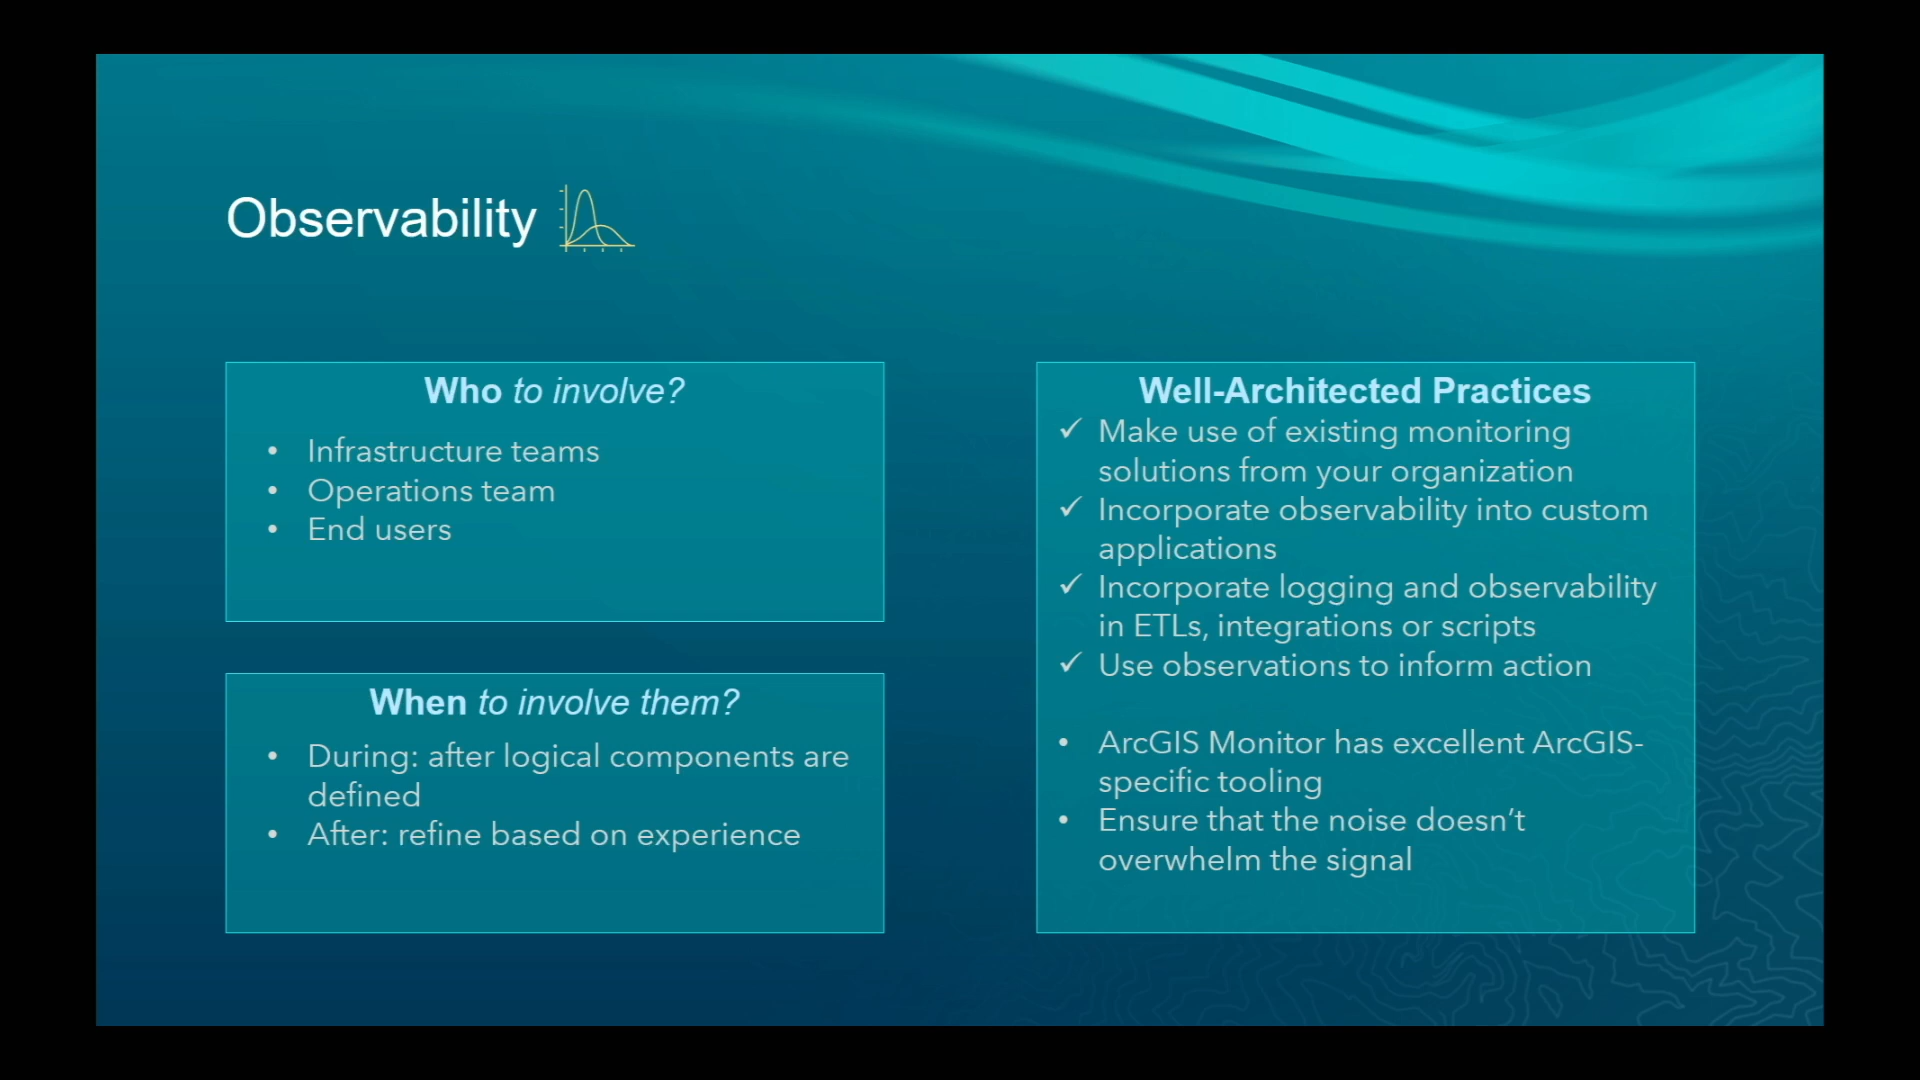 Observability
Who to involve?
• Infrastructure teams
• Operations team
• End users
When to involve them?
• During: after logical components are
defined
• After: refine based on experience
Well-Architected Practices
✓ Make use of existing monitoring
solutions from your organization
✓ Incorporate observability into custom
applications
✓ Incorporate logging and observability
in ETLs, integrations or scripts
✓ Use observations to inform action
• ArcGIS Monitor has excellent ArcGIS-
specific tooling
• Ensure that the noise doesn’t
overwhelm the signal